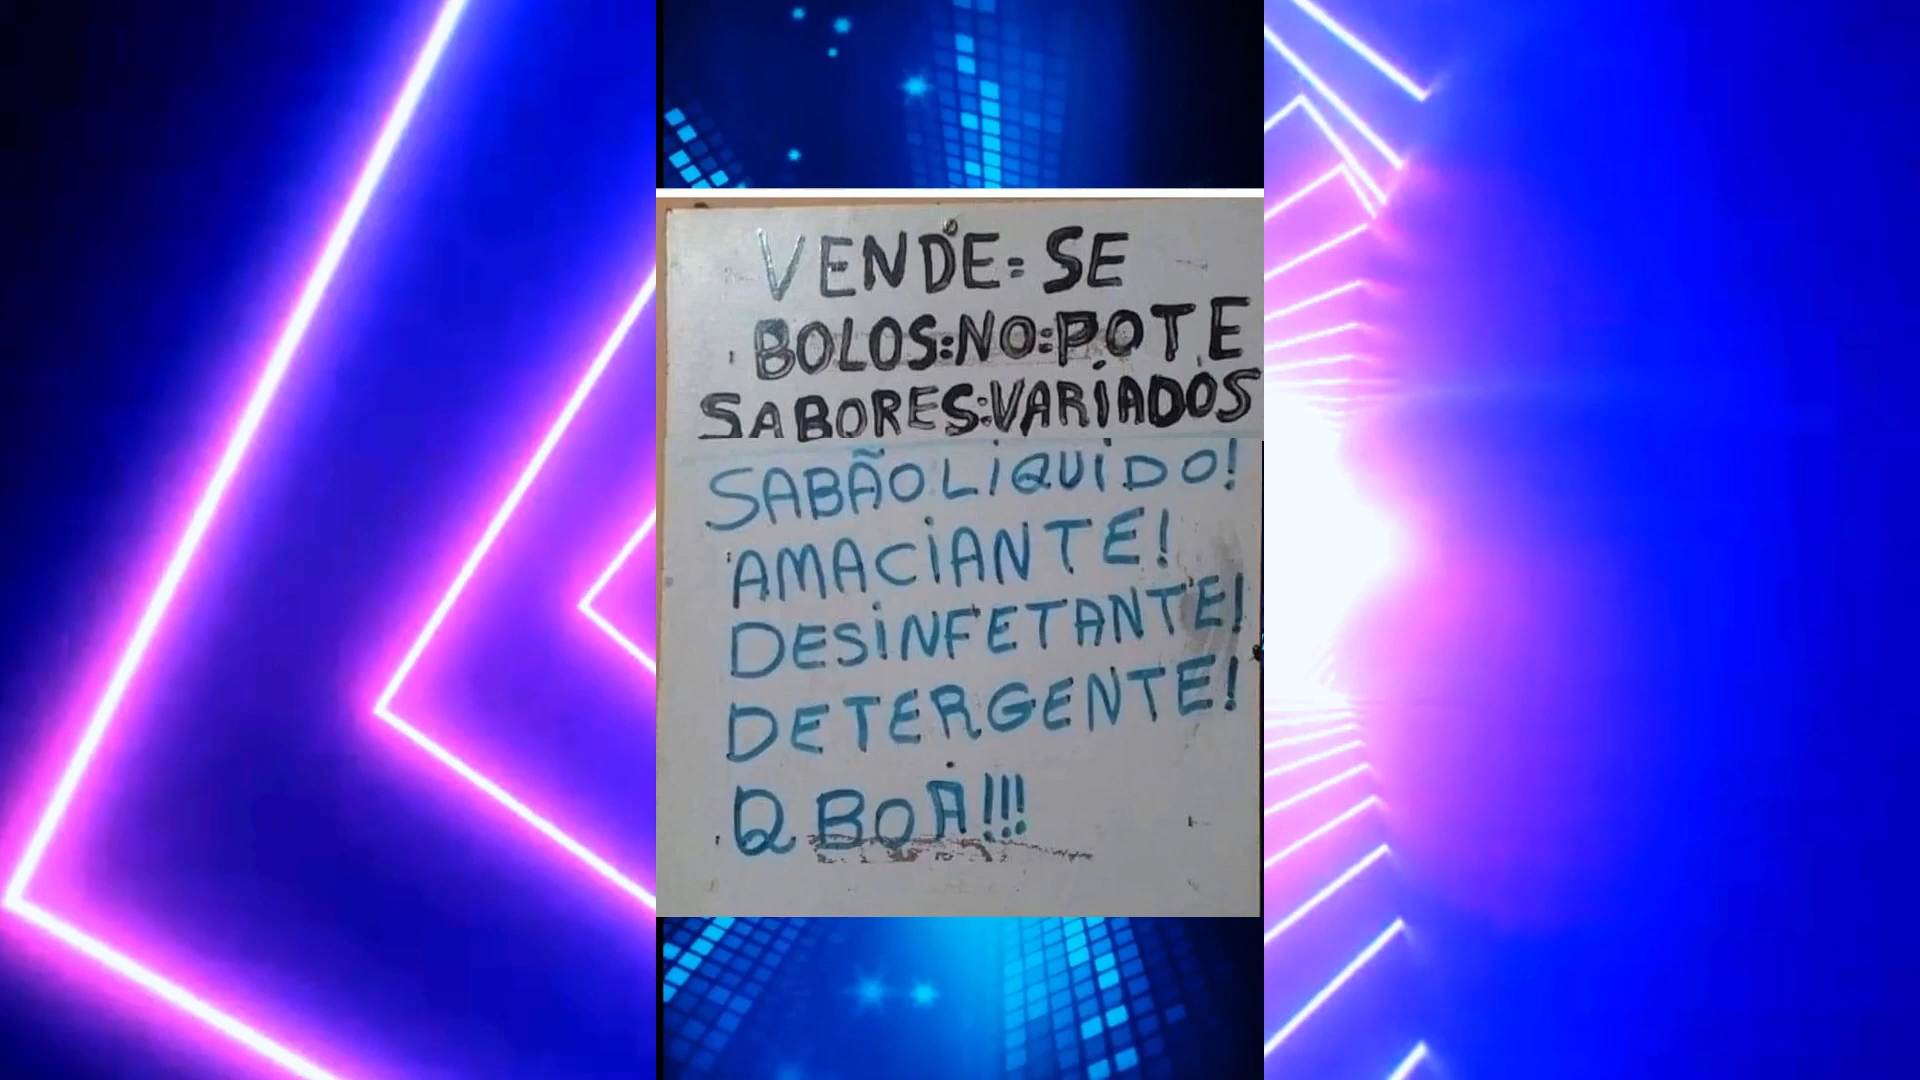 VENDE=SE
BOLOS:NO:POTE
SABORES:VARIADOS
SABÃO LIQUIDO!
AMACIANTE!
DESINFETANTE!
DETERGENTE!
Q BOA!!!